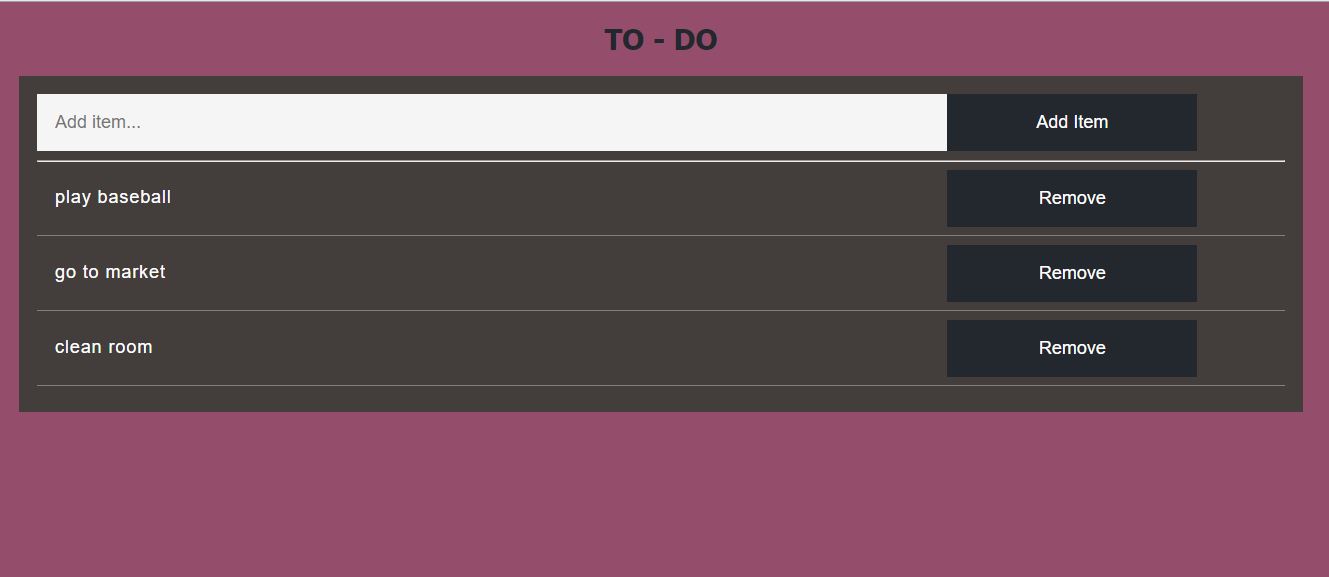 TO - DO
Add item...
Add Item
play baseball
Remove
go to market
Remove
clean room
Remove